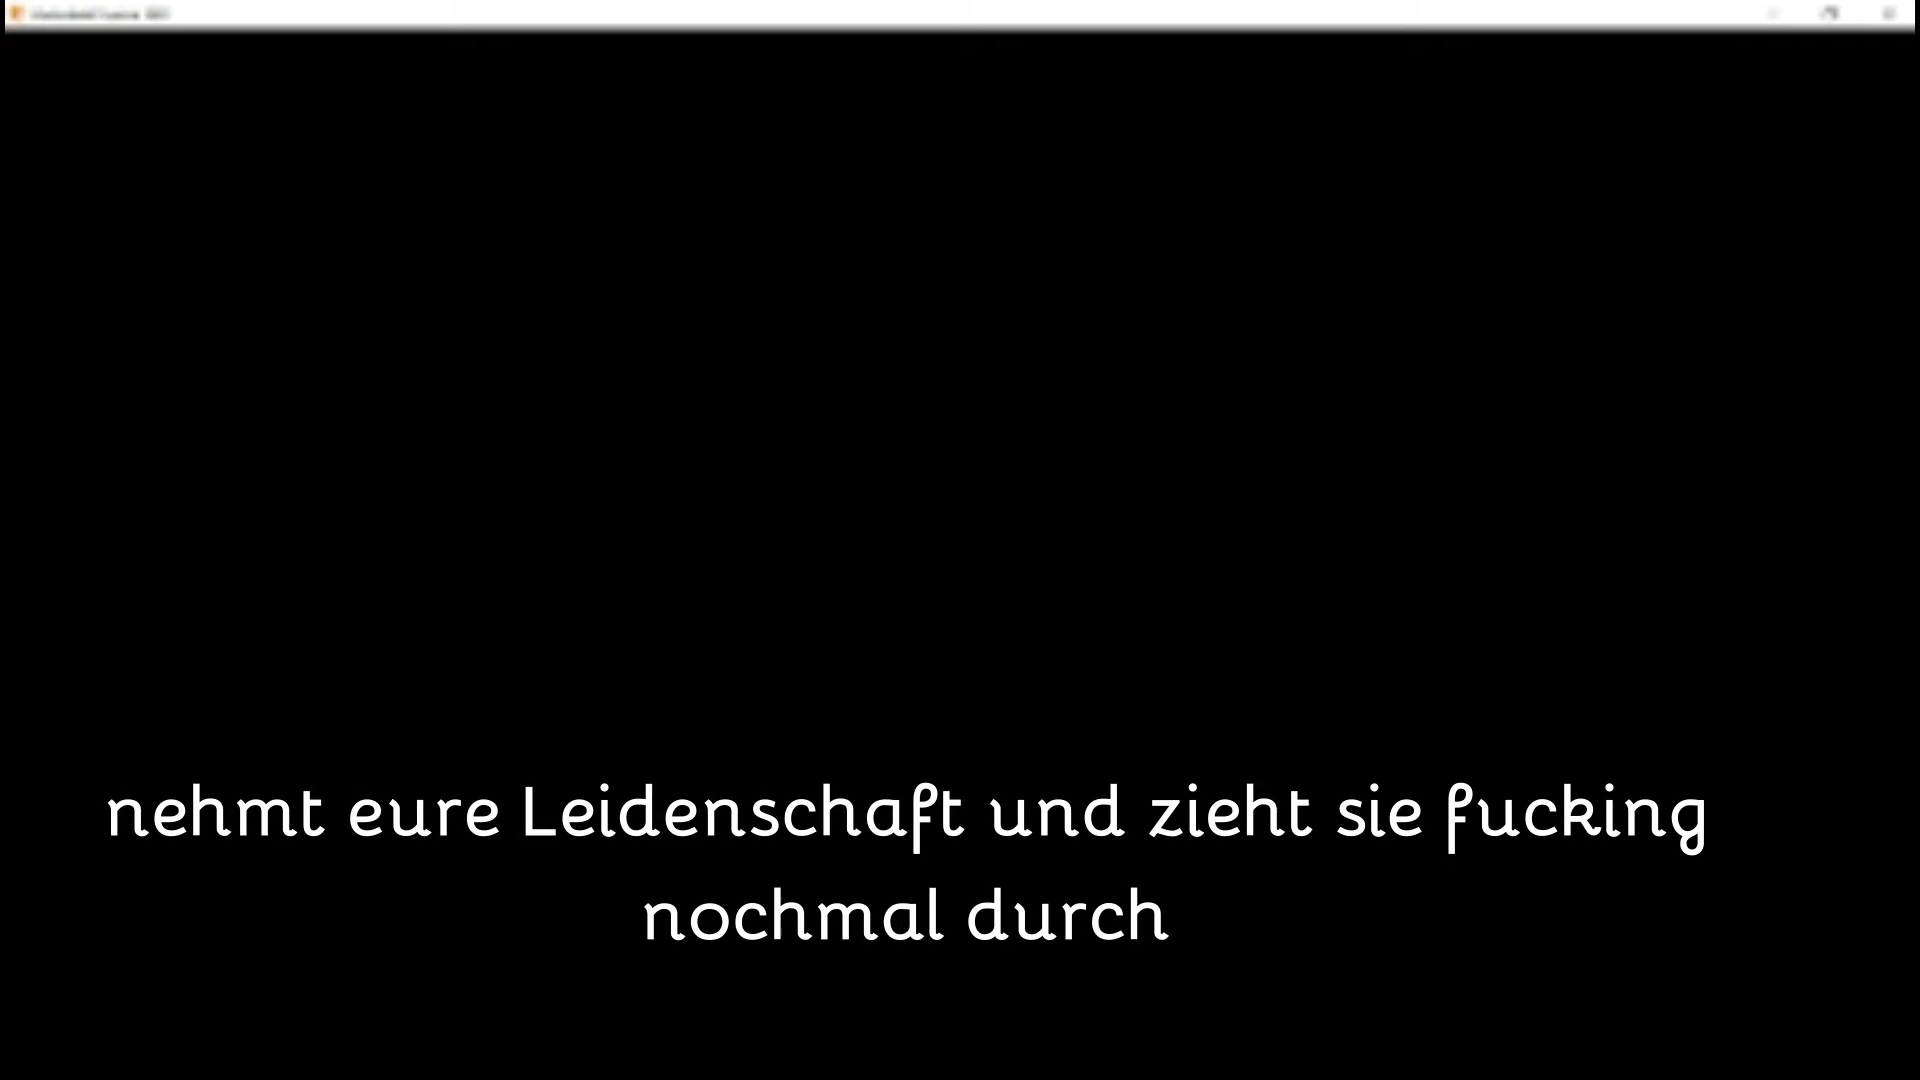 nehmt eure Leidenschaft und zieht sie fucking
nochmal durch